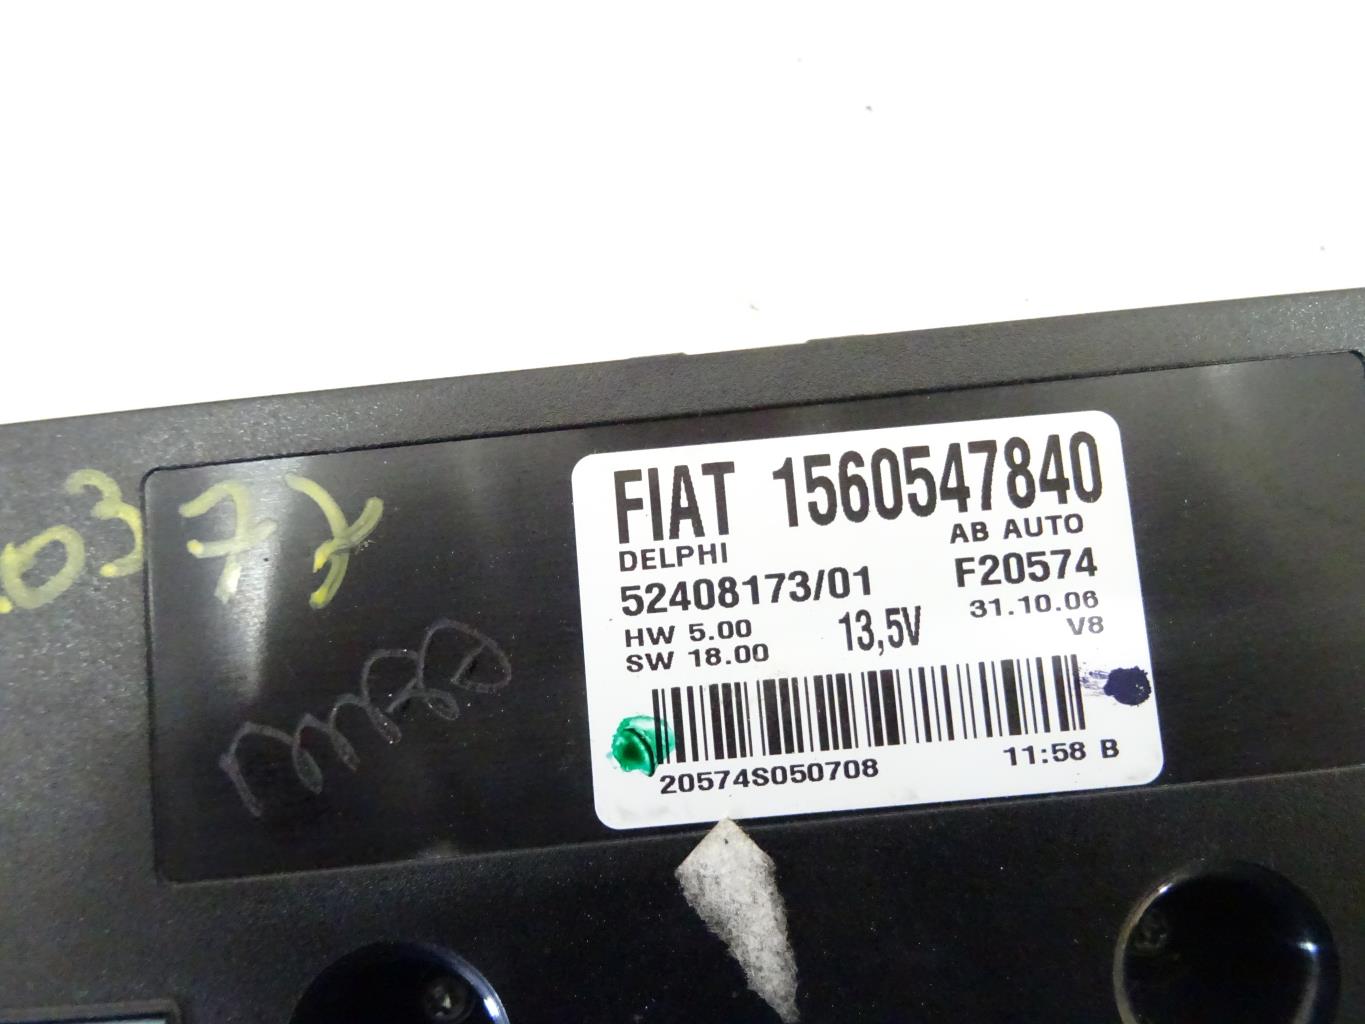 .0377
FIAT 1560547840
DELPHI AB AUTO
52408173/01 F20574
HW 5.00 13,5V 31.10.06
SW 18.00 V8
20574S050708 11:58 B